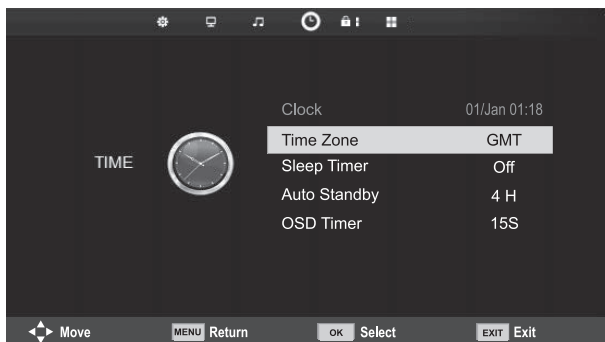 Clock 01/Jan 01:18
Time Zone GMT
TIME
Sleep Timer Off
Auto Standby 4 H
OSD Timer 15S
Move MENU Return OK Select EXIT Exit